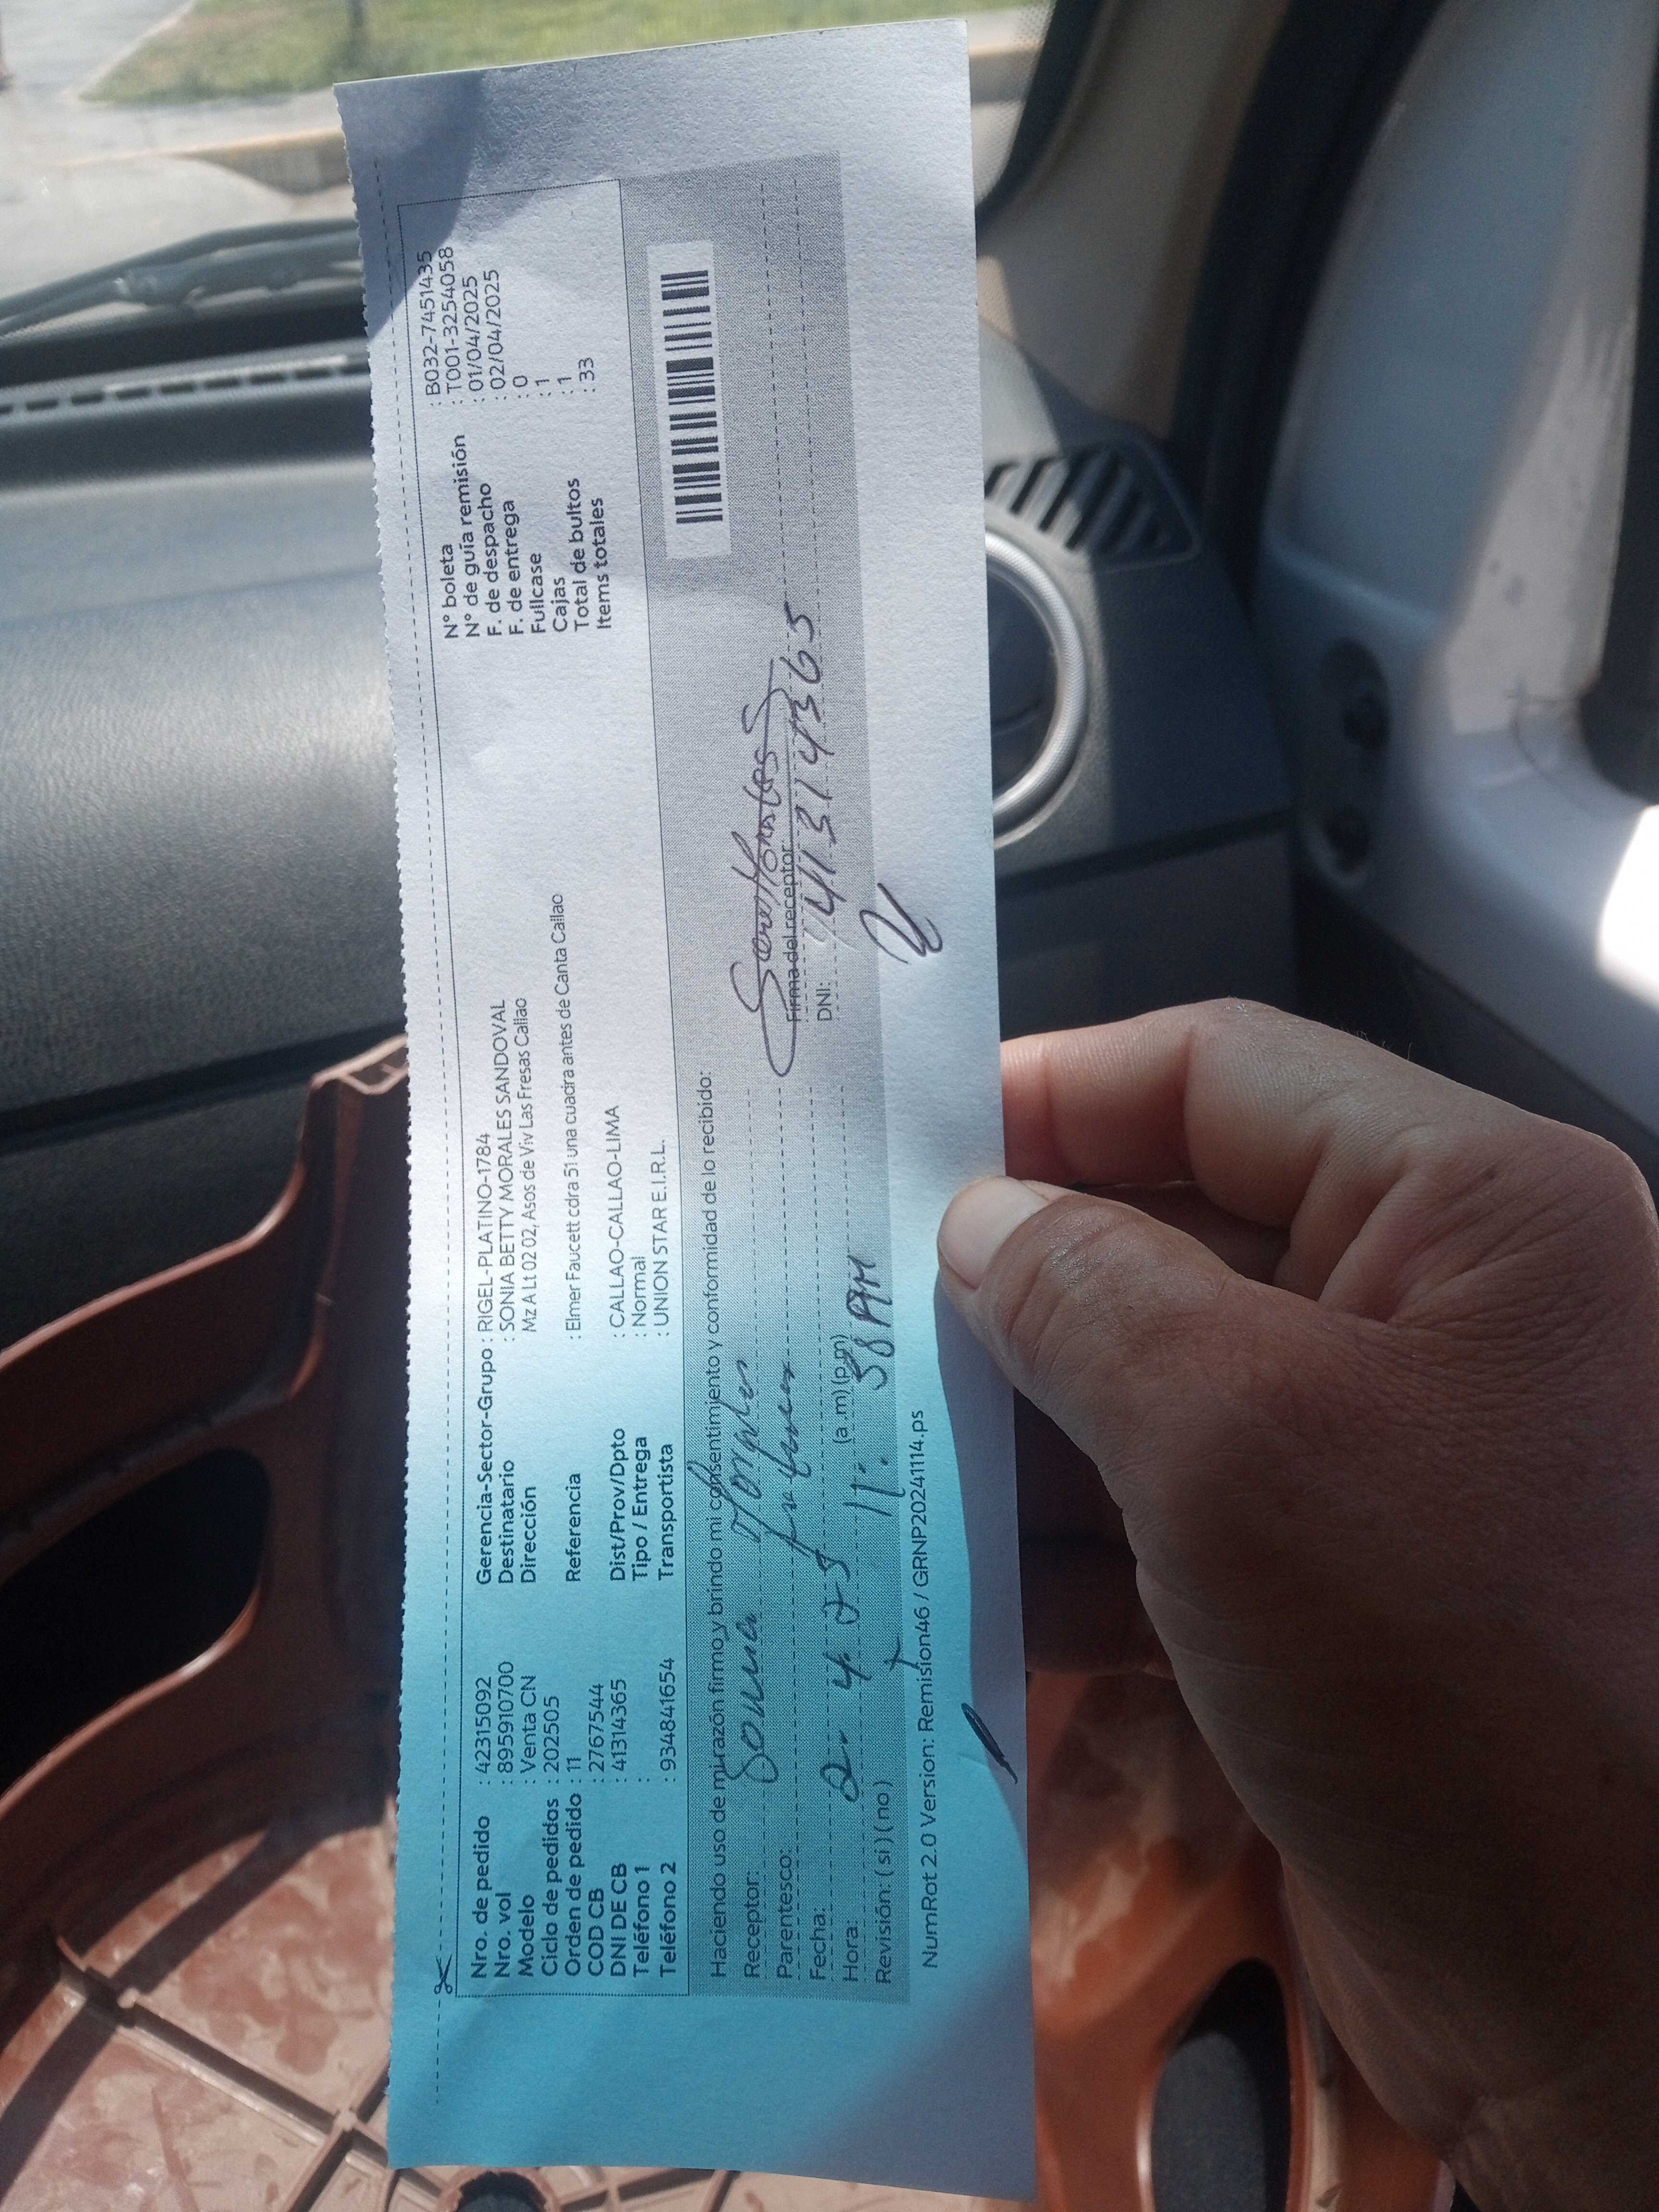 Nro. de pedido : 42315092
Nro. vol : 895910700
Modelo : Venta CN
Ciclo de pedidos : 202505
Orden de pedido : 11
COD CB : 2767544
DNI DE CB : 41314365
Teléfono 1 :
Teléfono 2 : 934841654
Gerencia-Sector-Grupo : RIGEL-PLATINO-1784
Destinatario : SONIA BETTY MORALES SANDOVAL
Dirección Mz A Lt 02 02, Asos de Viv Las Fresas Callao
Referencia : Elmer Faucett cdra 51 una cuadra antes de Canta Callao
Dist/Prov/Dpto : CALLAO-CALLAO-LIMA
Tipo / Entrega : Normal
Transportista : UNION STAR E.I.R.L.
N° boleta : B032-7451435
N° de guía remisión : T001-3254058
F. de despacho : 01/04/2025
F. de entrega : 02/04/2025
Fullcase : 0
Cajas : 1
Total de bultos : 1
Items totales : 33
Haciendo uso de mi razón firmo y brindo mi consentimiento y conformidad de lo recibido:
Receptor: Sonia Morales
Parentesco:
Fecha: 2. 4 25
Hora: 11: 38 (a.m) (p.m)
Revisión: ( si ) ( no )
Firma del receptor
DNI: 41314365
NumRot 2.0 Version: Remision46 / GRNP20241114.ps